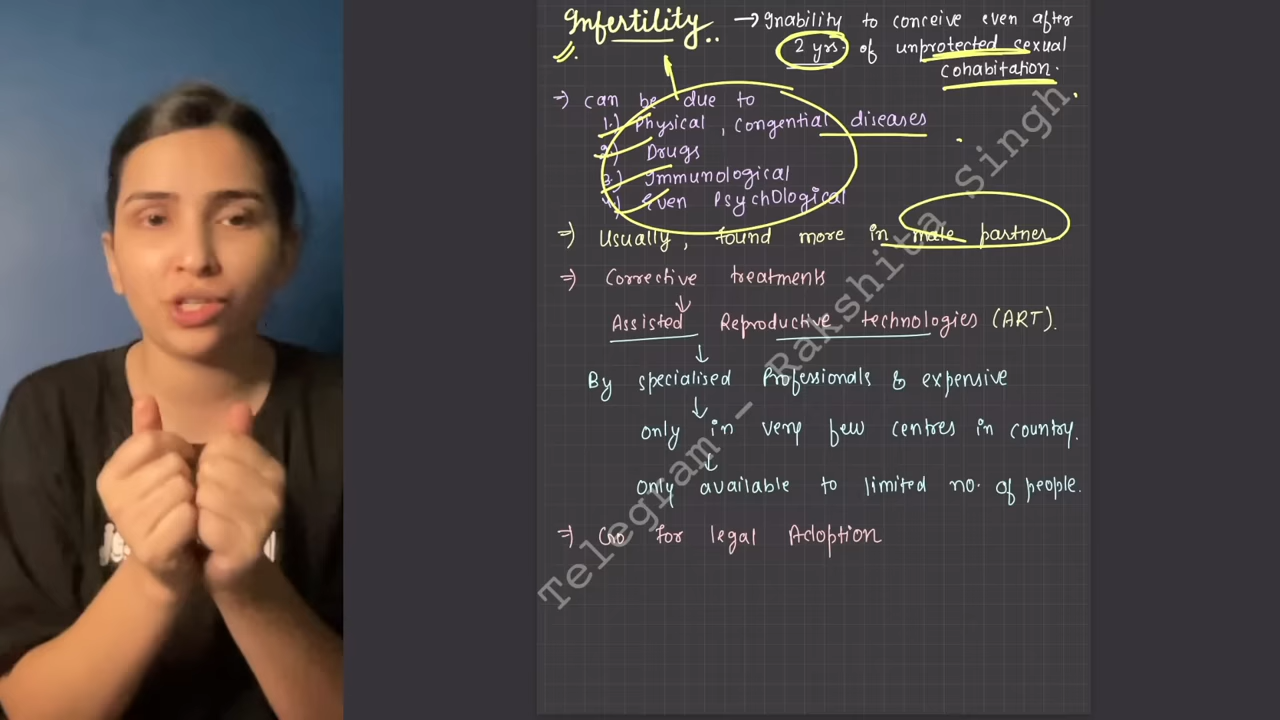 Infertility.. → Inability to conceive even after
2 yrs. of unprotected sexual
cohabitation.
⇒ can be due to
1.) Physical, congential diseases
2.) Drugs
3.) Immunological
4.) Even Psychological
⇒ Usually, found more in male partner
⇒ Corrective treatments
↓
Assisted Reproductive technologies (ART).
↓
By specialised Professionals & expensive
↓
only in very few centres in country.
↓
only available to limited no. of people.
⇒ Go for legal Adoption
Telegram - Rakshita Singh